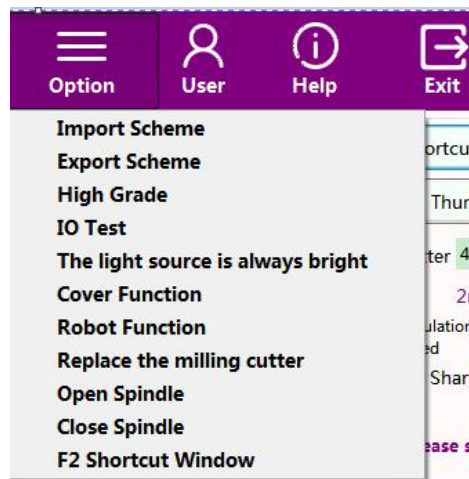 Option User Help Exit
Import Scheme
Export Scheme
High Grade
IO Test
The light source is always bright
Cover Function
Robot Function
Replace the milling cutter
Open Spindle
Close Spindle
F2 Shortcut Window